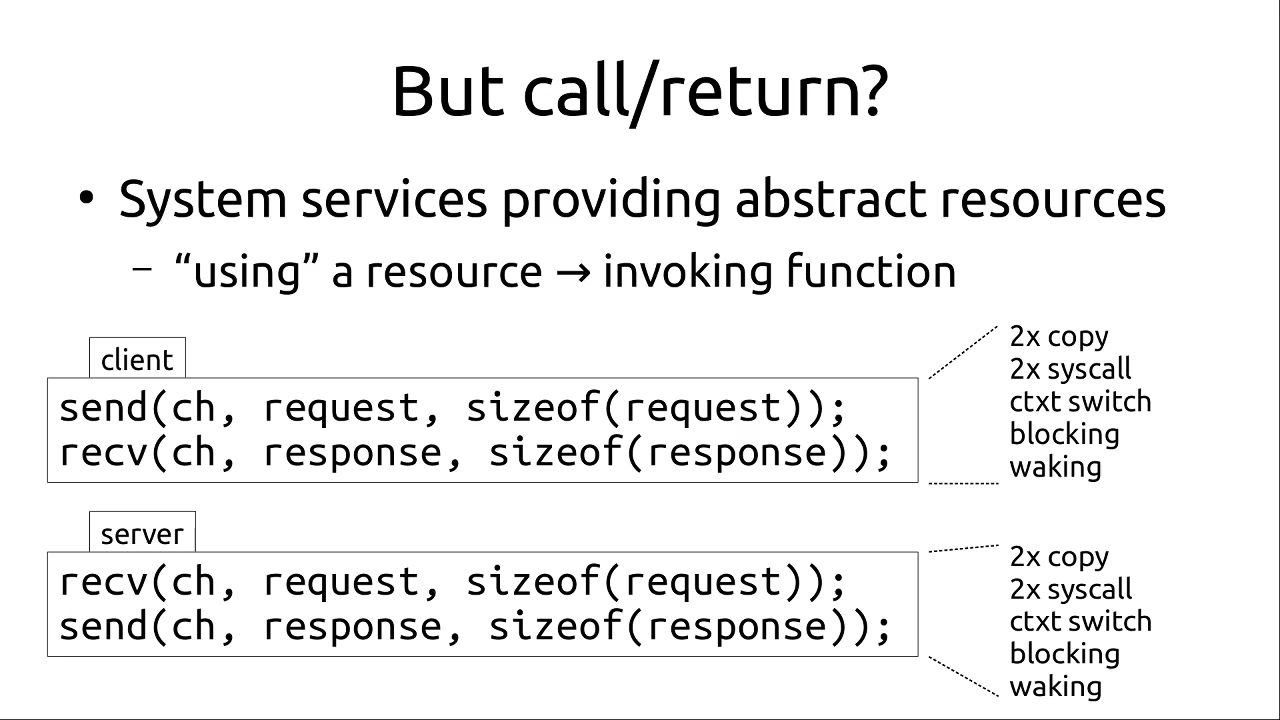 But call/return?
• System services providing abstract resources
– “using” a resource → invoking function
client
send(ch, request, sizeof(request));
recv(ch, response, sizeof(response));
2x copy
2x syscall
ctxt switch
blocking
waking
server
recv(ch, request, sizeof(request));
send(ch, response, sizeof(response));
2x copy
2x syscall
ctxt switch
blocking
waking